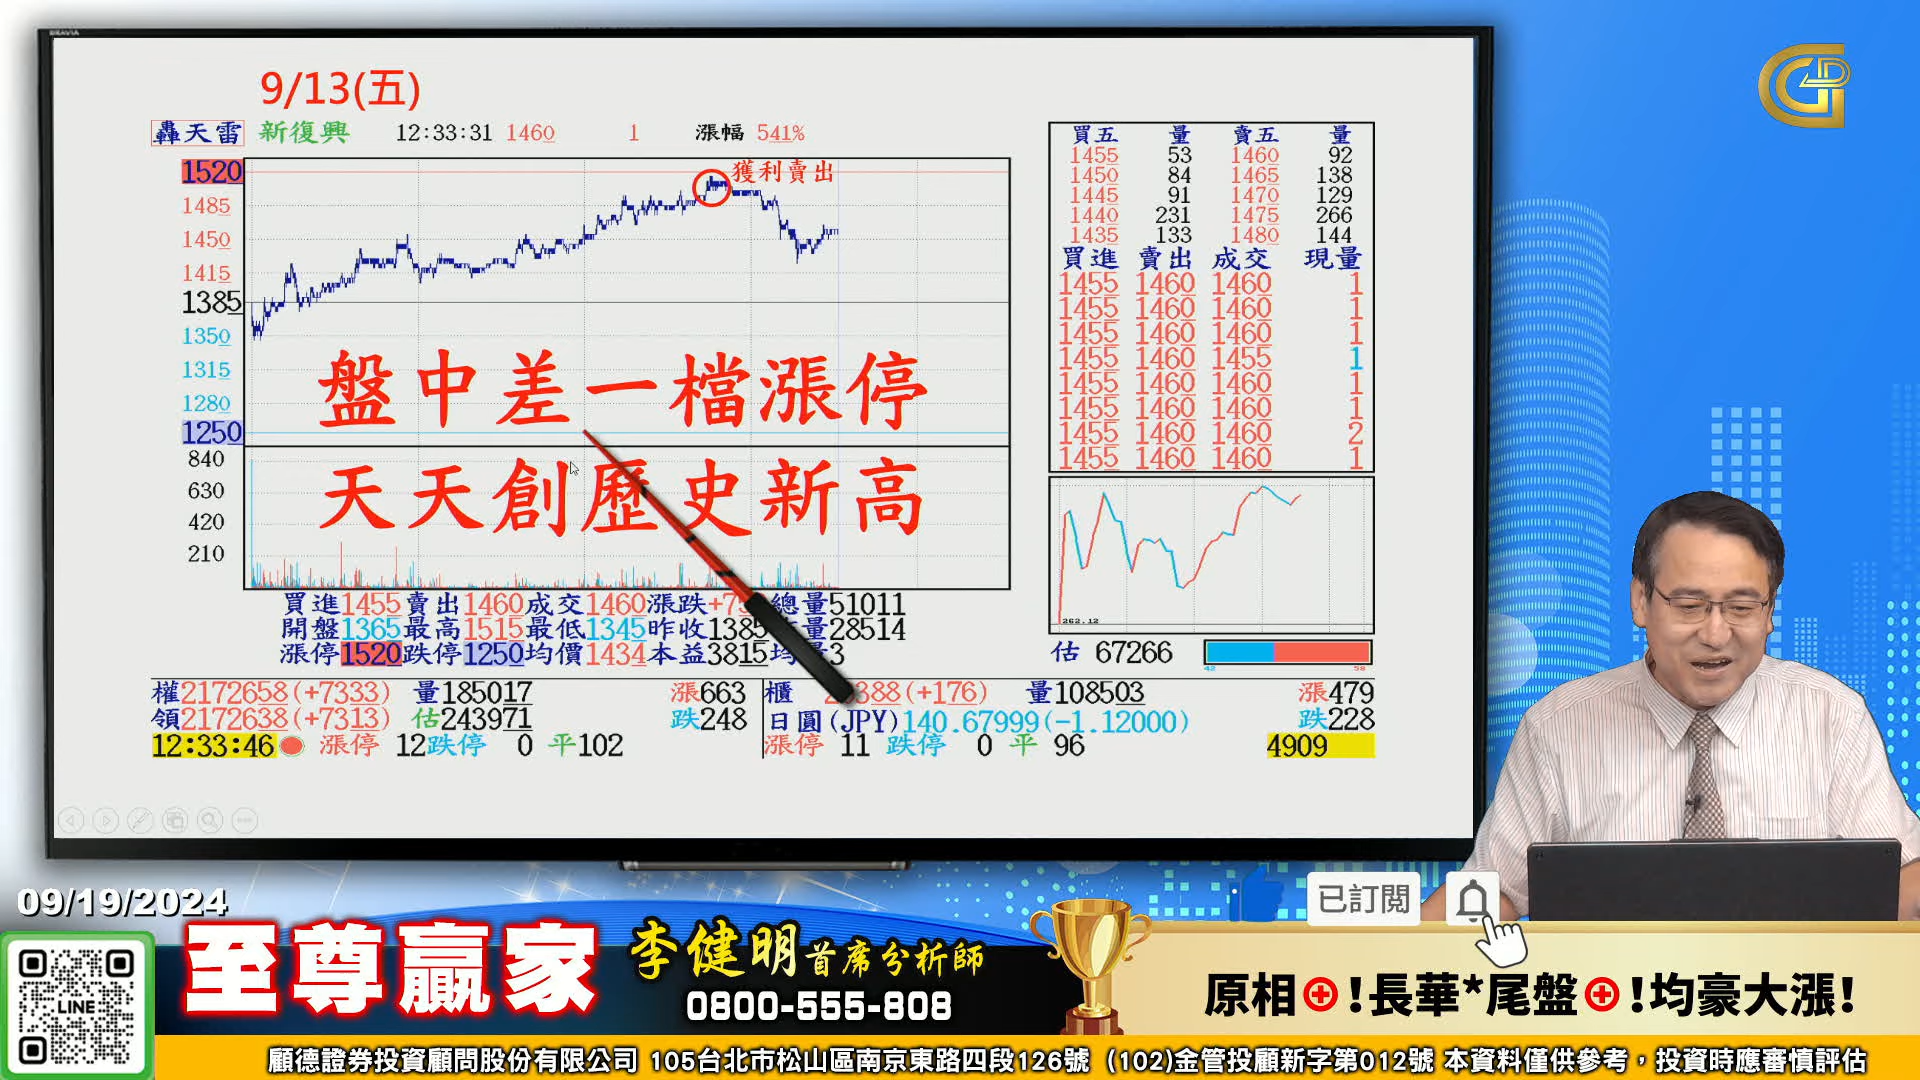 BRAVIA
9/13(五)
轟天雷 新復興 12:33:31 1460 1 漲幅 541%
1520
獲利賣出
1485
1450
1415
1385
1350
1315
1280
1250
盤中差一檔漲停
天天創歷史新高
840
630
420
210
買進1455賣出1460成交1460漲跌+7 總量51011
開盤1365最高1515最低1345昨收1385 量28514
漲停1520跌停1250均價1434本益3815均量3
權2172658(+7333) 量185017 漲663
領2172638(+7313) 估243971 跌248
12:33:46 漲停 12跌停 0 平102
櫃 388(+176) 量108503 漲479
日圓(JPY)140.67999(-1.12000) 跌228
漲停 11 跌停 0 平 96 4909
買五 量 賣五 量
1455 53 1460 92
1450 84 1465 138
1445 91 1470 129
1440 231 1475 266
1435 133 1480 144
買進 賣出 成交 現量
1455 1460 1460 1
1455 1460 1460 1
1455 1460 1460 1
1455 1460 1455 1
1455 1460 1460 1
1455 1460 1460 1
1455 1460 1460 2
1455 1460 1460 1
262.12
估 67266
42 58
已訂閱
09/19/2024
LINE
至尊贏家
李健明首席分析師
0800-555-808
原相⊕!長華*尾盤⊕!均豪大漲!
顧德證券投資顧問股份有限公司 105台北市松山區南京東路四段126號 (102)金管投顧新字第012號 本資料僅供參考，投資時應審慎評估